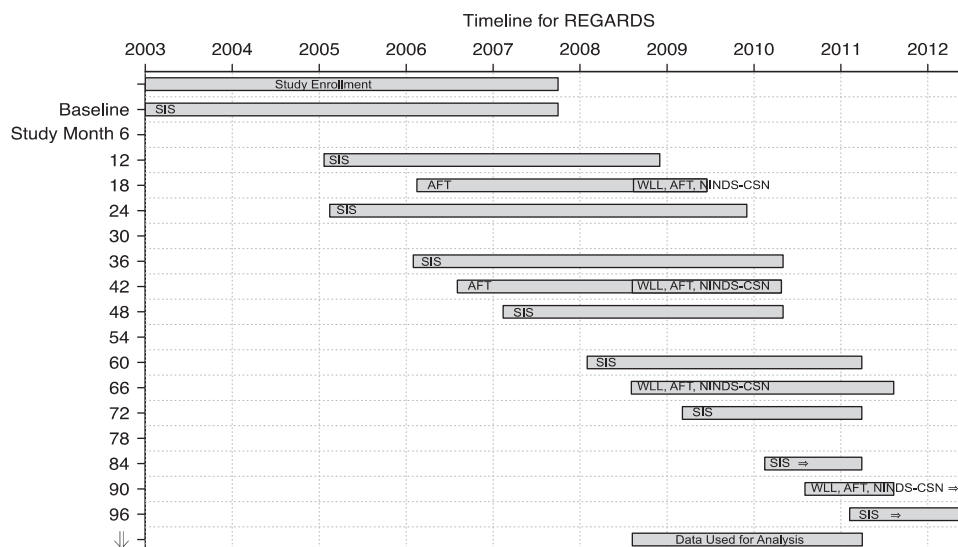 Timeline for REGARDS
2003 2004 2005 2006 2007 2008 2009 2010 2011 2012
Study Enrollment
Baseline SIS
Study Month 6
12 SIS
18 AFT WLL, AFT, NINDS-CSN
24 SIS
30
36 SIS
42 AFT WLL, AFT, NINDS-CSN
48 SIS
54
60 SIS
66 WLL, AFT, NINDS-CSN
72 SIS
78
84 SIS ⇒
90 WLL, AFT, NINDS-CSN ⇒
96 SIS ⇒
⇓ Data Used for Analysis